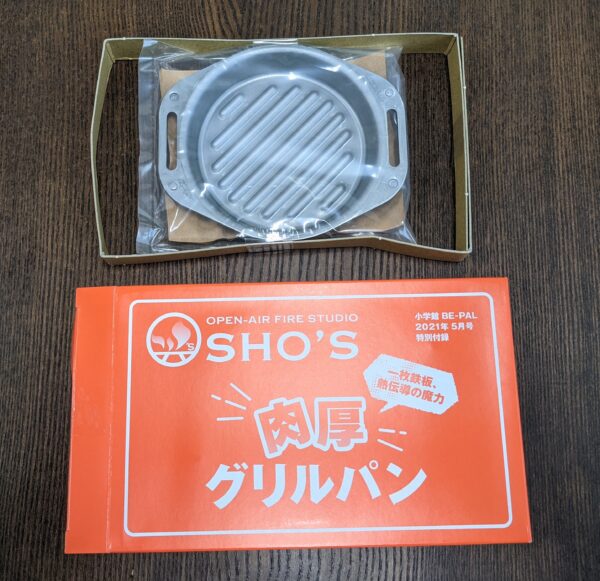 OPEN-AIR FIRE STUDIO
SHO'S
小学館 BE-PAL
2021年 5月号
特別付録
一枚鉄板、
熱伝導の魔力
肉厚
グリルパン